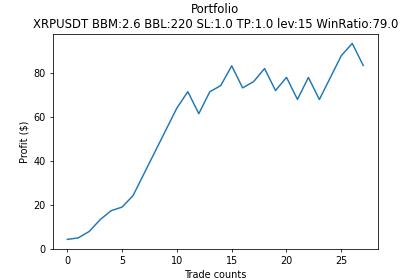 Portfolio
XRPUSDT BBM:2.6 BBL:220 SL:1.0 TP:1.0 lev:15 WinRatio:79.0
80
60
40
20
0
Profit ($)
0 5 10 15 20 25
Trade counts